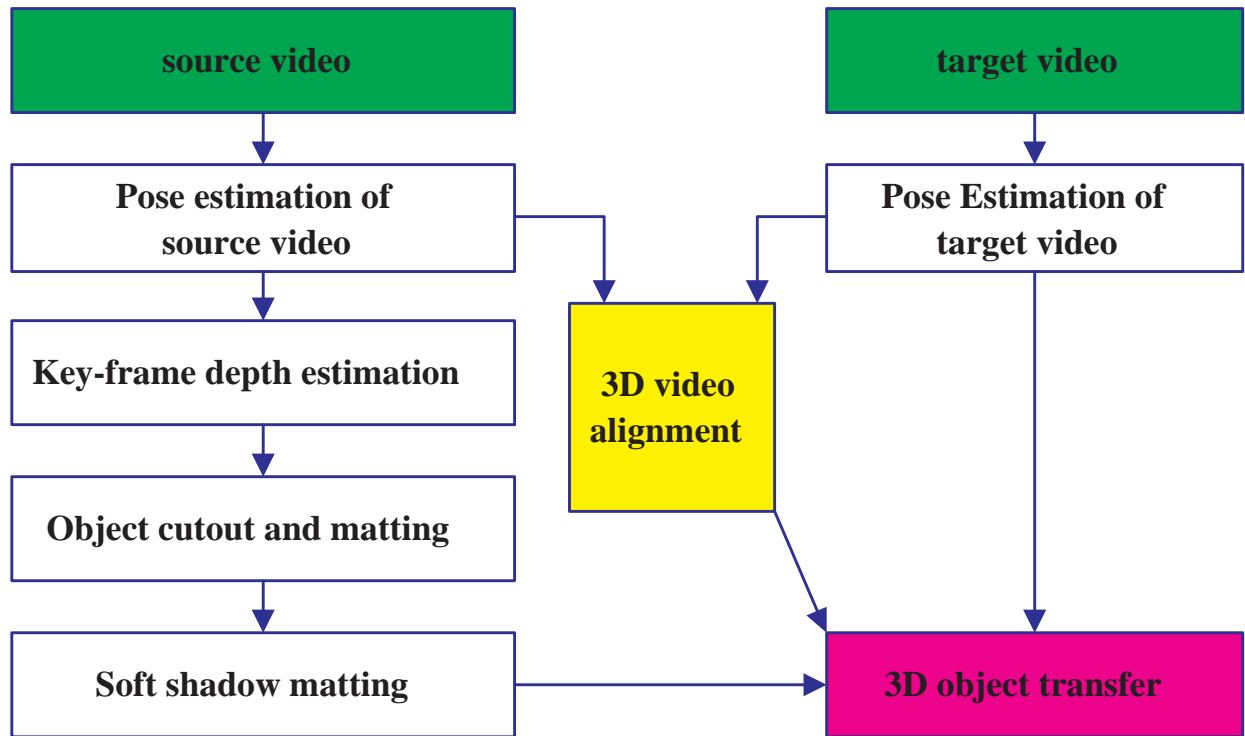 source video
target video
Pose estimation of
source video
Pose Estimation of
target video
Key-frame depth estimation
3D video
alignment
Object cutout and matting
Soft shadow matting
3D object transfer